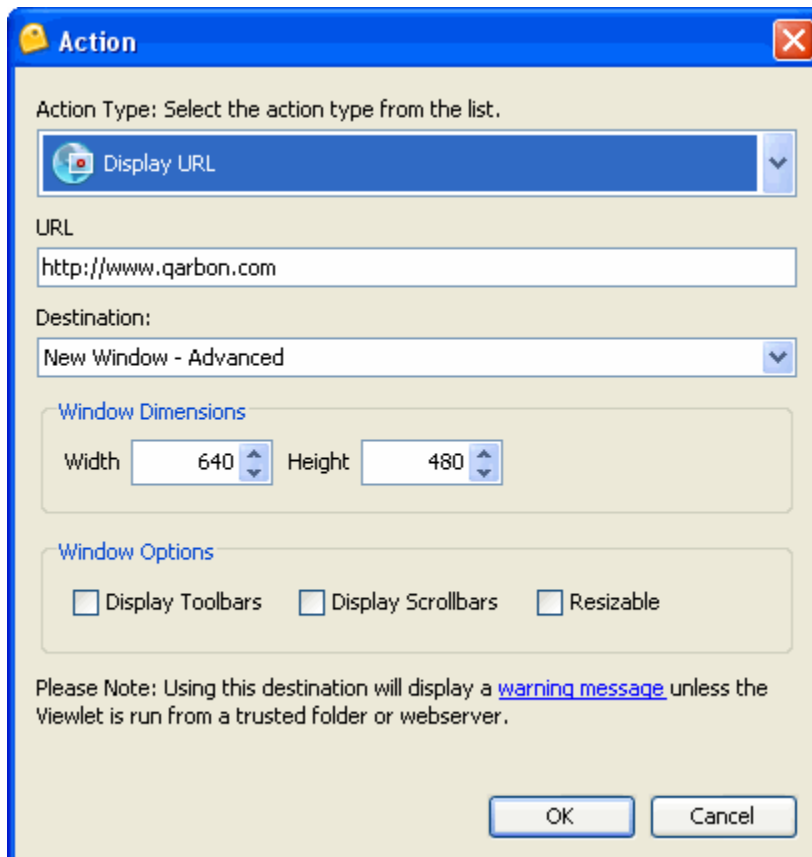 Action
Action Type: Select the action type from the list.
Display URL
URL
http://www.qarbon.com
Destination:
New Window - Advanced
Window Dimensions
Width 640 Height 480
Window Options
Display Toolbars Display Scrollbars Resizable
Please Note: Using this destination will display a warning message unless the
Viewlet is run from a trusted folder or webserver.
OK Cancel